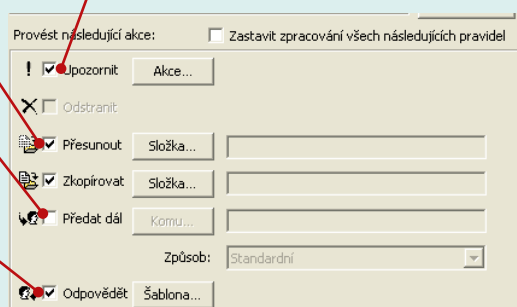 Provést následující akce: Zastavit zpracování všech následujících pravidel
Upozornit Akce...
Odstranit
Přesunout Složka...
Zkopírovat Složka...
Předat dál Komu...
Způsob: Standardní
Odpovědět Šablona...